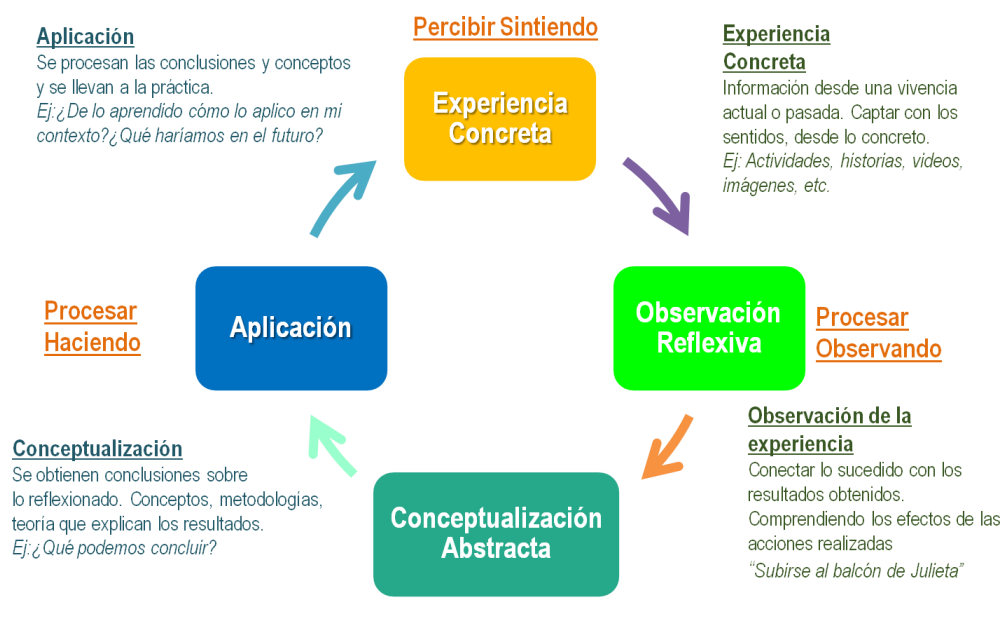 Percibir Sintiendo
Experiencia
Concreta
Aplicación
Se procesan las conclusiones y conceptos
y se llevan a la práctica.
Ej:¿De lo aprendido cómo lo aplico en mi
contexto?¿Qué haríamos en el futuro?
Experiencia
Concreta
Información desde una vivencia
actual o pasada. Captar con los
sentidos, desde lo concreto.
Ej: Actividades, historias, videos,
imágenes, etc.
Procesar
Haciendo
Aplicación
Observación
Reflexiva
Procesar
Observando
Observación de la
experiencia
Conectar lo sucedido con los
resultados obtenidos.
Comprendiendo los efectos de las
acciones realizadas
“Subirse al balcón de Julieta”
Conceptualización
Se obtienen conclusiones sobre
lo reflexionado. Conceptos, metodologías,
teoría que explican los resultados.
Ej:¿Qué podemos concluir?
Conceptualización
Abstracta